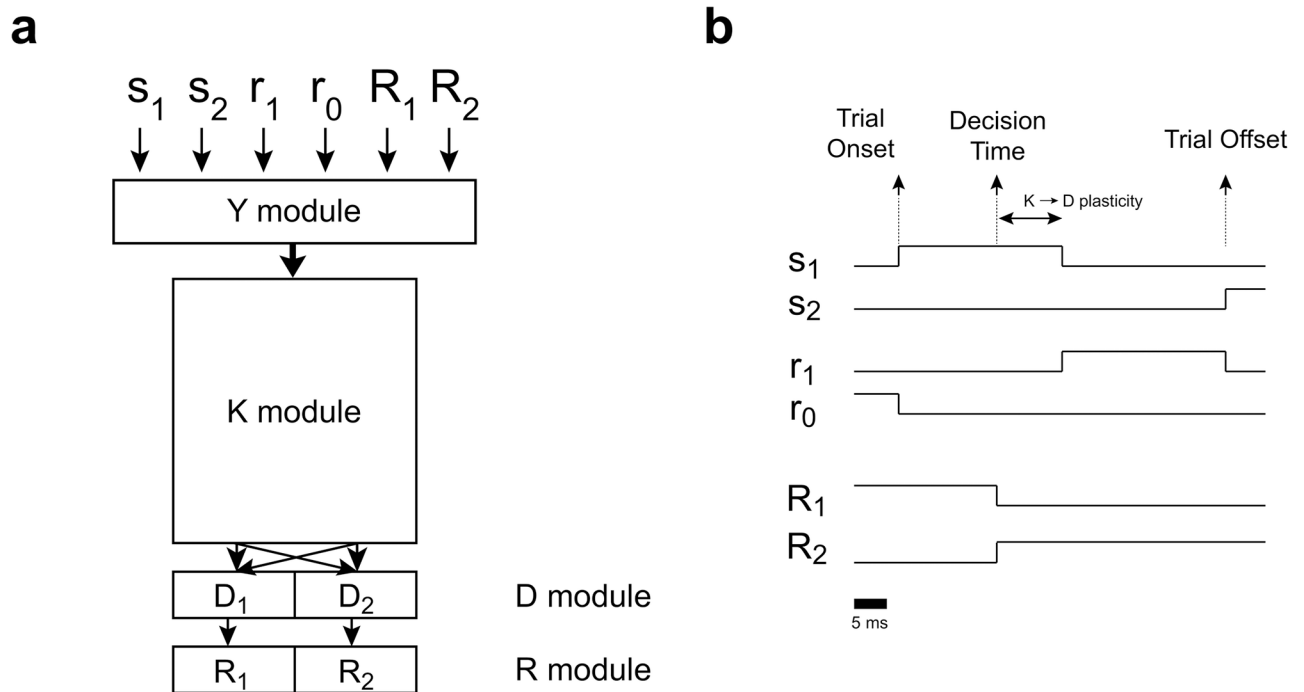 a
s₁ s₂ r₁ r₀ R₁ R₂
Y module
K module
D₁ D₂ D module
R₁ R₂ R module
b
Trial
Onset
Decision
Time
Trial Offset
K → D plasticity
s₁
s₂
r₁
r₀
R₁
R₂
5 ms